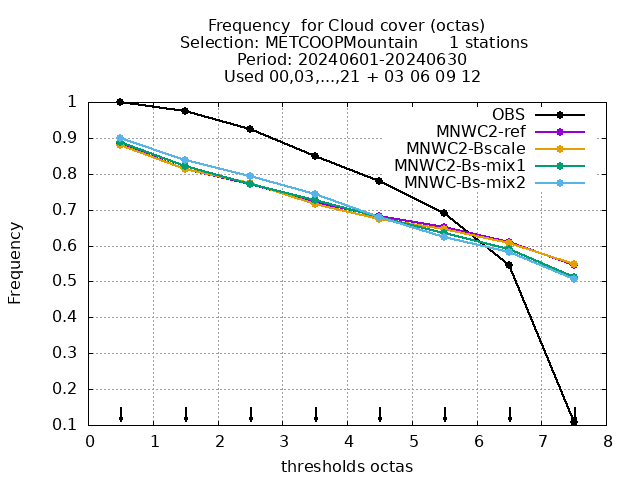 Frequency  for Cloud cover (octas)
Selection: METCOOPMountain      1 stations
Period: 20240601-20240630
Used 00,03,...,21 + 03 06 09 12
OBS
MNWC2-ref
MNWC2-Bscale
MNWC2-Bs-mix1
MNWC-Bs-mix2
Frequency
1
0.9
0.8
0.7
0.6
0.5
0.4
0.3
0.2
0.1
0 1 2 3 4 5 6 7 8
thresholds octas